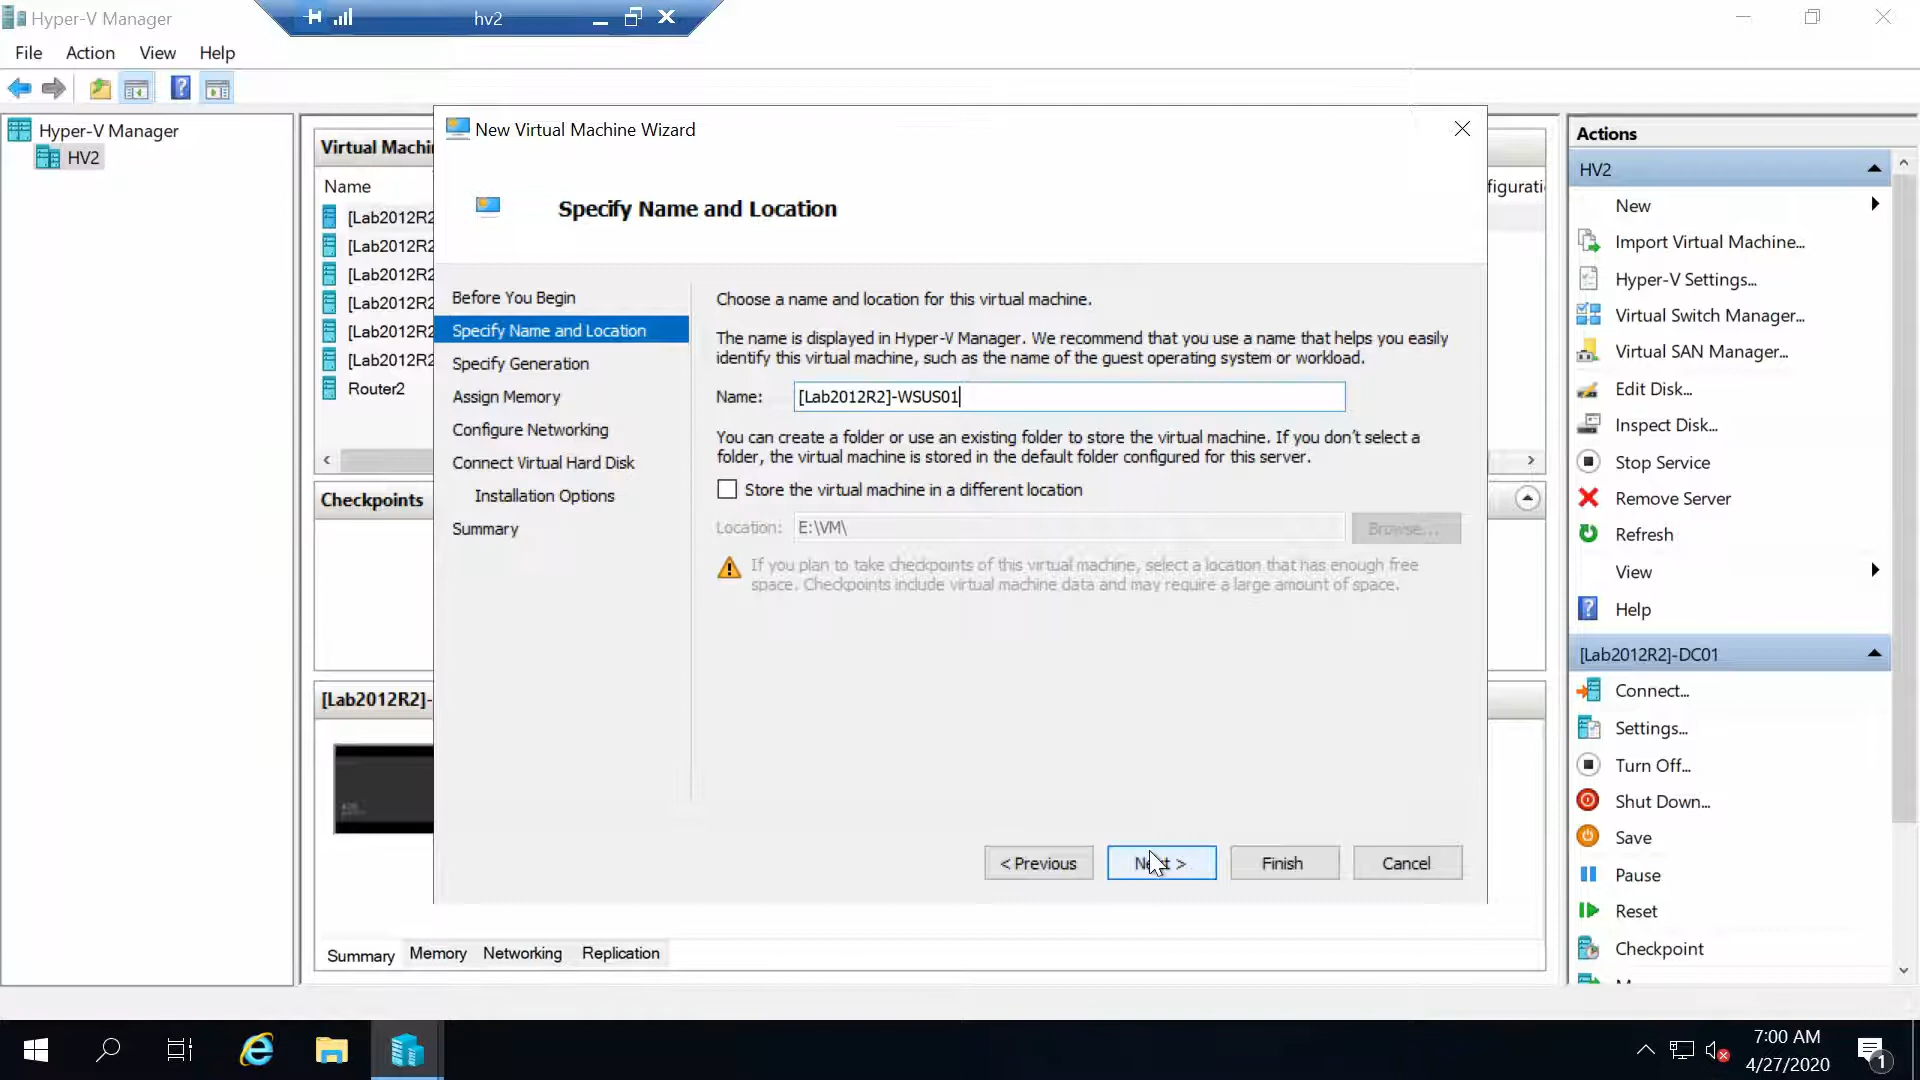 Hyper-V Manager
hv2
File Action View Help
Hyper-V Manager
HV2
Virtual Machin
Name
figurati
[Lab2012R2
[Lab2012R2
[Lab2012R2
[Lab2012R2
[Lab2012R2
[Lab2012R2
Router2
Checkpoints
[Lab2012R2]-
Summary Memory Networking Replication
New Virtual Machine Wizard
Specify Name and Location
Before You Begin
Specify Name and Location
Specify Generation
Assign Memory
Configure Networking
Connect Virtual Hard Disk
Installation Options
Summary
Choose a name and location for this virtual machine.
The name is displayed in Hyper-V Manager. We recommend that you use a name that helps you easily
identify this virtual machine, such as the name of the guest operating system or workload.
Name: [Lab2012R2]-WSUS01
You can create a folder or use an existing folder to store the virtual machine. If you don't select a
folder, the virtual machine is stored in the default folder configured for this server.
Store the virtual machine in a different location
Location: E:\VM\ Browse...
If you plan to take checkpoints of this virtual machine, select a location that has enough free
space. Checkpoints include virtual machine data and may require a large amount of space.
< Previous Next > Finish Cancel
Actions
HV2
New
Import Virtual Machine...
Hyper-V Settings...
Virtual Switch Manager...
Virtual SAN Manager...
Edit Disk...
Inspect Disk...
Stop Service
Remove Server
Refresh
View
Help
[Lab2012R2]-DC01
Connect...
Settings...
Turn Off...
Shut Down...
Save
Pause
Reset
Checkpoint
7:00 AM
4/27/2020
1